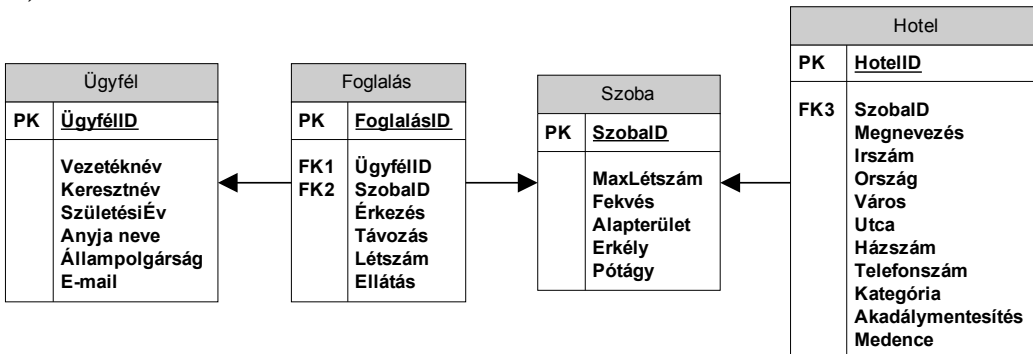 Ügyfél
PK ÜgyfélID
Vezetéknév
Keresztnév
SzületésiÉv
Anyja neve
Állampolgárság
E-mail
Foglalás
PK FoglalásID
FK1 ÜgyfélID
FK2 SzobaID
Érkezés
Távozás
Létszám
Ellátás
Szoba
PK SzobaID
MaxLétszám
Fekvés
Alapterület
Erkély
Pótágy
Hotel
PK HotelID
FK3 SzobaID
Megnevezés
Irszám
Ország
Város
Utca
Házszám
Telefonszám
Kategória
Akadálymentesítés
Medence